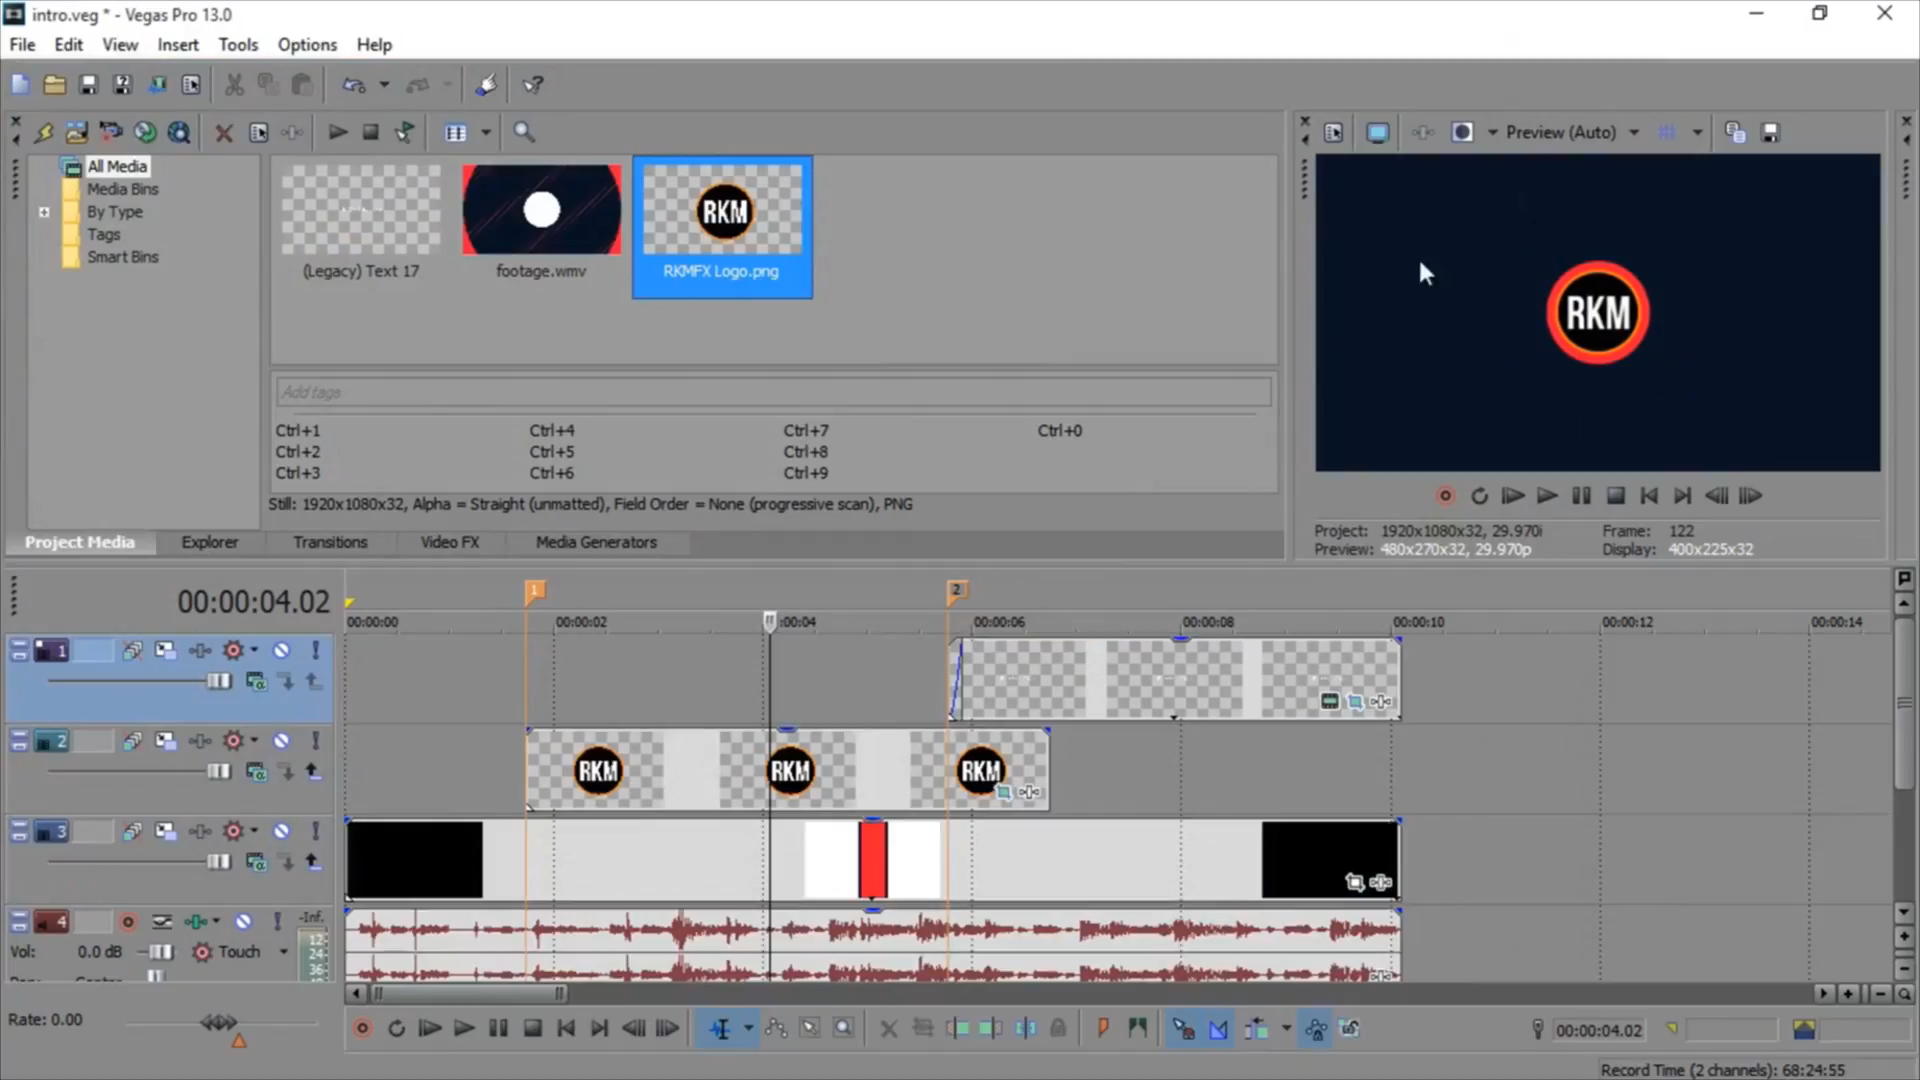 intro.veg * - Vegas Pro 13.0
File Edit View Insert Tools Options Help
Preview (Auto)
All Media
Media Bins
By Type
Tags
Smart Bins
RKM
(Legacy) Text 17
footage.wmv
RKMFX Logo.png
RKM
Add tags
Ctrl+1 Ctrl+4 Ctrl+7 Ctrl+0
Ctrl+2 Ctrl+5 Ctrl+8
Ctrl+3 Ctrl+6 Ctrl+9
Still: 1920x1080x32, Alpha = Straight (unmatted), Field Order = None (progressive scan), PNG
Project: 1920x1080x32, 29.970i Frame: 122
Preview: 480x270x32, 29.970p Display: 400x225x32
Project Media Explorer Transitions Video FX Media Generators
00:00:04.02
1
2
00:00:00 00:00:02 :00:04 00:00:06 00:00:08 00:00:10 00:00:12 00:00:14
1
2
RKM RKM RKM
3
4
-Inf.
12
24
36
Vol: 0.0 dB Touch
Rate: 0.00
00:00:04.02
Record Time (2 channels): 68:24:55